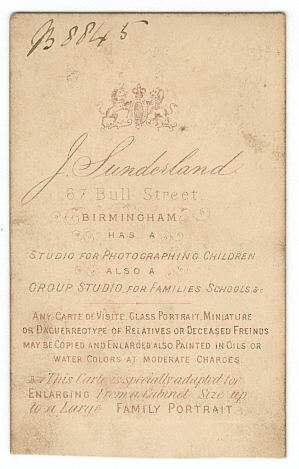 B8845
J. Sunderland
67 Bull Street
BIRMINGHAM
HAS A
STUDIO FOR PHOTOGRAPHING CHILDREN
ALSO A
GROUP STUDIO, FOR FAMILIES, SCHOOLS &c
ANY CARTE DE VISITE, GLASS PORTRAIT, MINIATURE
OR DAGUERREOTYPE OF RELATIVES OR DECEASED FREINDS
MAY BE COPIED AND ENLARGED ALSO PAINTED IN OILS OR
WATER COLORS AT MODERATE CHARGES.
This Carte is specially adapted for
ENLARGING From a Cabinet Size up
to a Large FAMILY PORTRAIT